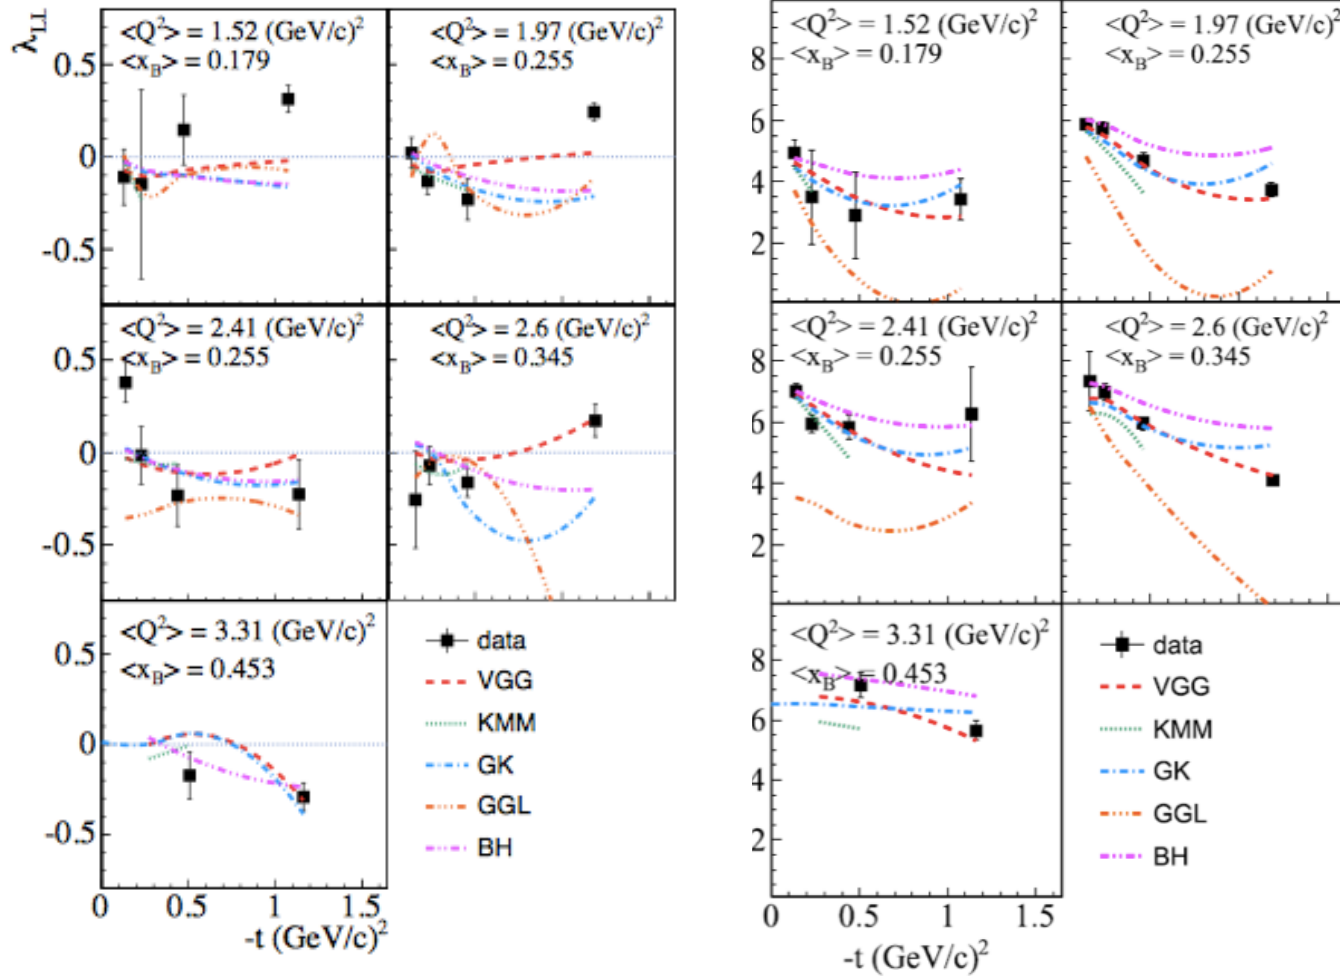 λLL
<Q²> = 1.52 (GeV/c)²
<xB> = 0.179
<Q²> = 1.97 (GeV/c)²
<xB> = 0.255
0.5
0
-0.5
<Q²> = 2.41 (GeV/c)²
<xB> = 0.255
<Q²> = 2.6 (GeV/c)²
<xB> = 0.345
0.5
0
-0.5
<Q²> = 3.31 (GeV/c)²
<xB> = 0.453
0.5
0
-0.5
0 0.5 1 1.5
-t (GeV/c)²
data
VGG
KMM
GK
GGL
BH
<Q²> = 1.52 (GeV/c)²
<xB> = 0.179
<Q²> = 1.97 (GeV/c)²
<xB> = 0.255
8
6
4
2
<Q²> = 2.41 (GeV/c)²
<xB> = 0.255
<Q²> = 2.6 (GeV/c)²
<xB> = 0.345
8
6
4
2
<Q²> = 3.31 (GeV/c)²
<xB> = 0.453
8
6
4
2
0 0.5 1 1.5
-t (GeV/c)²
data
VGG
KMM
GK
GGL
BH